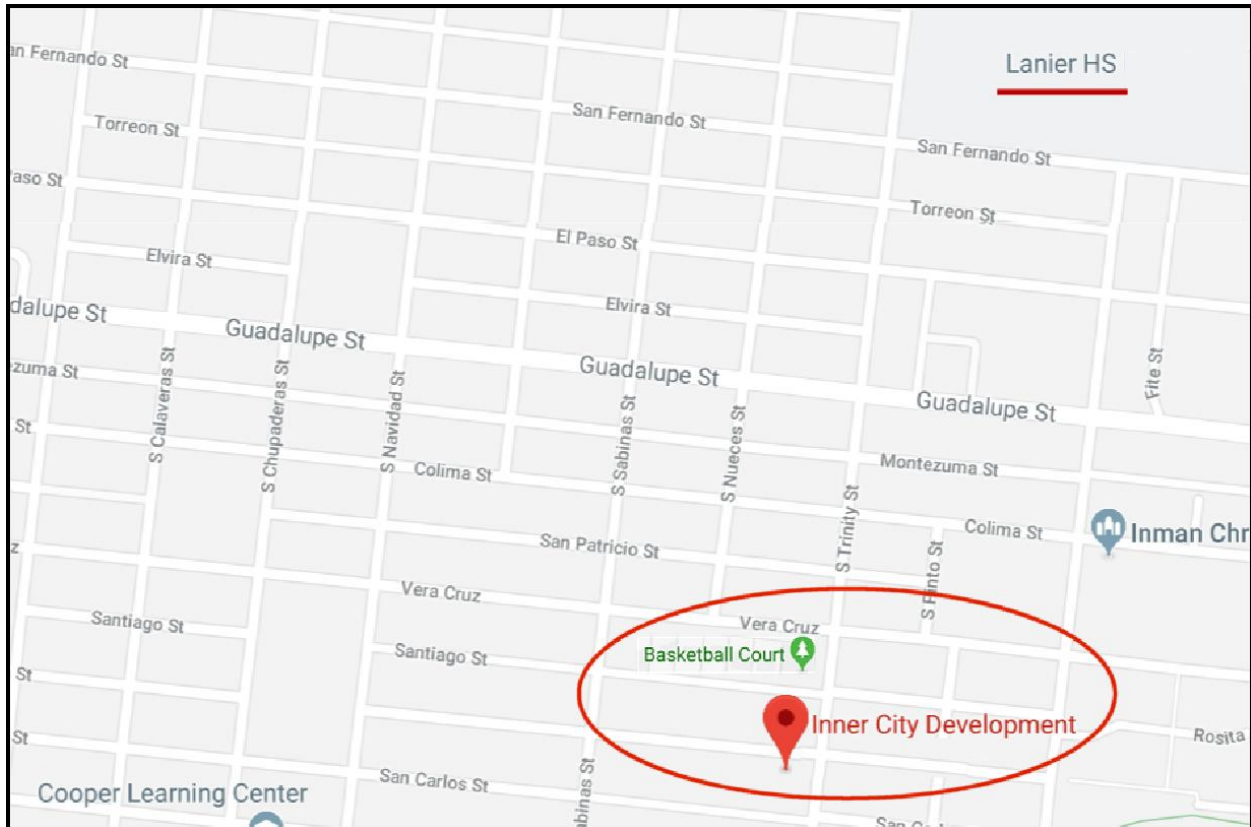 an Fernando St
Lanier HS
San Fernando St
Torreon St
San Fernando St
aso St
Torreon St
El Paso St
Elvira St
Elvira St
dalupe St
Guadalupe St
Guadalupe St
Guadalupe St
Fite St
zuma St
S Calaveras St
S Chupaderas St
S Navidad St
S Sabinas St
S Nueces St
St
Colima St
Montezuma St
S Trinity St
Colima St
Inman Chr
San Patricio St
S Pinto St
z
Vera Cruz
Vera Cruz
Santiago St
Santiago St
Basketball Court
St
Inner City Development
Rosita
St
San Carlos St
abinas St
Cooper Learning Center